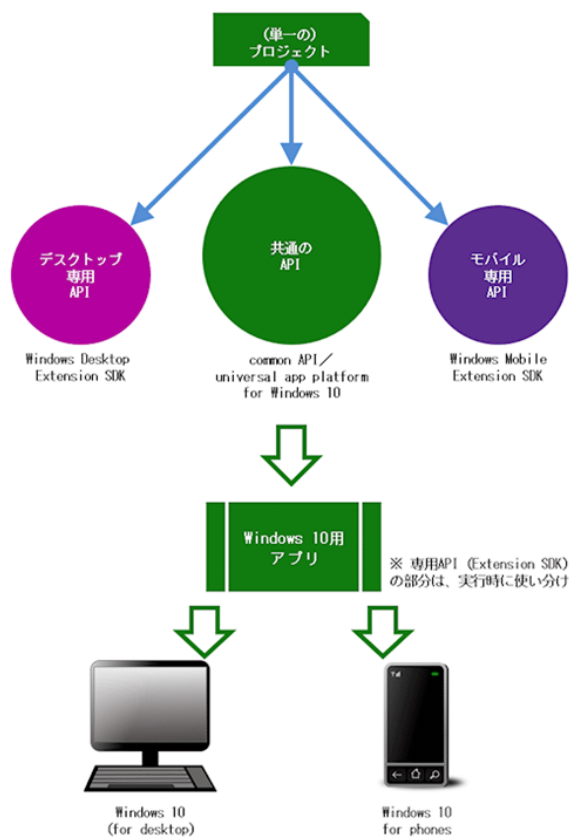 (単一の)
プロジェクト
デスクトップ
専用
API
共通の
API
モバイル
専用
API
Windows Desktop
Extension SDK
common API／
universal app platform
for Windows 10
Windows Mobile
Extension SDK
Windows 10用
アプリ
※ 専用API (Extension SDK)
の部分は、実行時に使い分け
Windows 10
(for desktop)
Windows 10
for phones